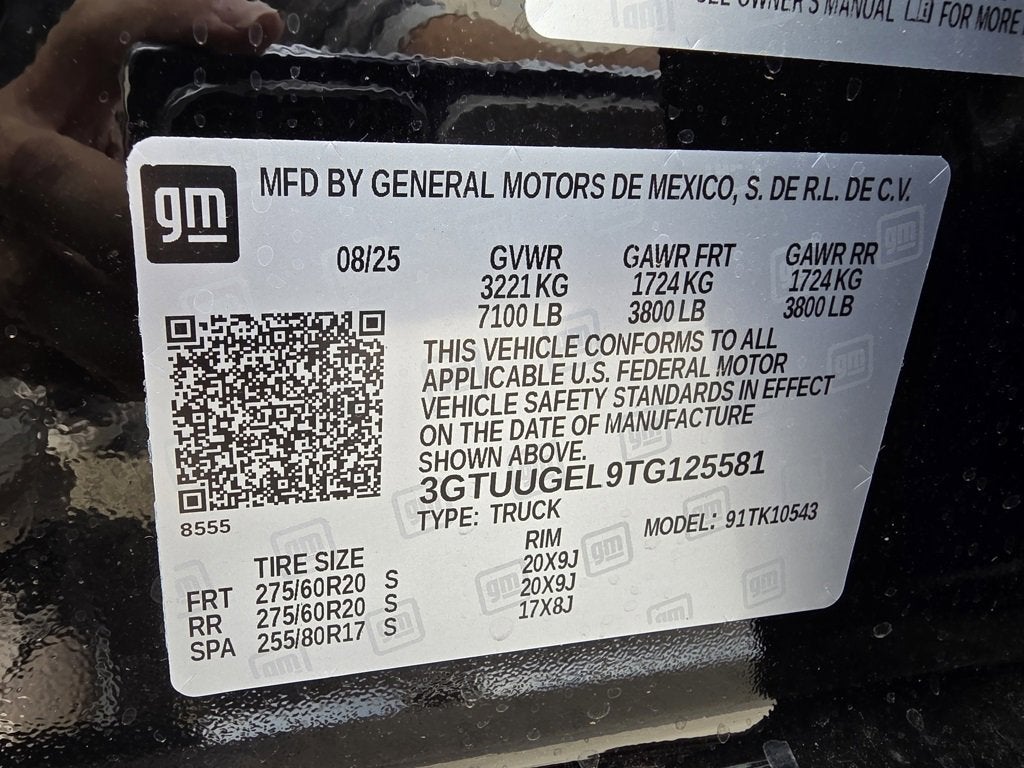 OWNER'S MANUAL FOR MORE
gm
MFD BY GENERAL MOTORS DE MEXICO, S. DE R.L. DE C.V.
08/25 GVWR GAWR FRT GAWR RR
3221 KG 1724 KG 1724 KG
7100 LB 3800 LB 3800 LB
THIS VEHICLE CONFORMS TO ALL
APPLICABLE U.S. FEDERAL MOTOR
VEHICLE SAFETY STANDARDS IN EFFECT
ON THE DATE OF MANUFACTURE
SHOWN ABOVE.
3GTUUGEL9TG125581
8555
TYPE: TRUCK MODEL: 91TK10543
TIRE SIZE RIM
FRT 275/60R20 S 20X9J
RR 275/60R20 S 20X9J
SPA 255/80R17 S 17X8J